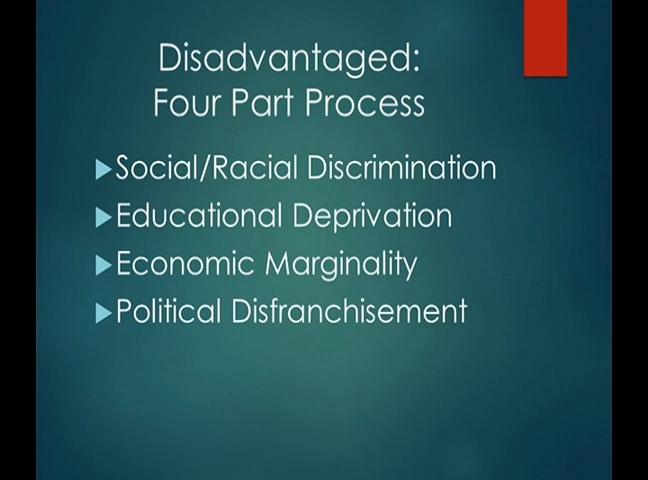 Disadvantaged:
Four Part Process
Social/Racial Discrimination
Educational Deprivation
Economic Marginality
Political Disfranchisement